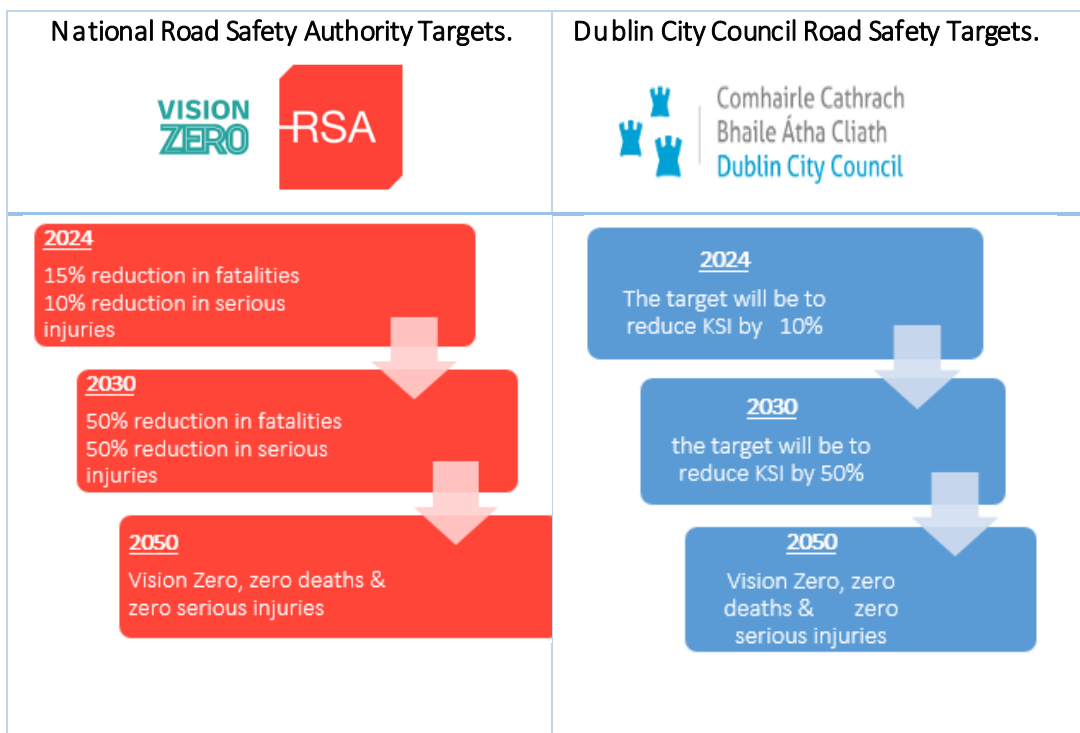 National Road Safety Authority Targets.
VISION
ZERO
RSA
2024
15% reduction in fatalities
10% reduction in serious
injuries
2030
50% reduction in fatalities
50% reduction in serious
injuries
2050
Vision Zero, zero deaths &
zero serious injuries
Dublin City Council Road Safety Targets.
Comhairle Cathrach
Bhaile Átha Cliath
Dublin City Council
2024
The target will be to
reduce KSI by 10%
2030
the target will be to
reduce KSI by 50%
2050
Vision Zero, zero
deaths & zero
serious injuries